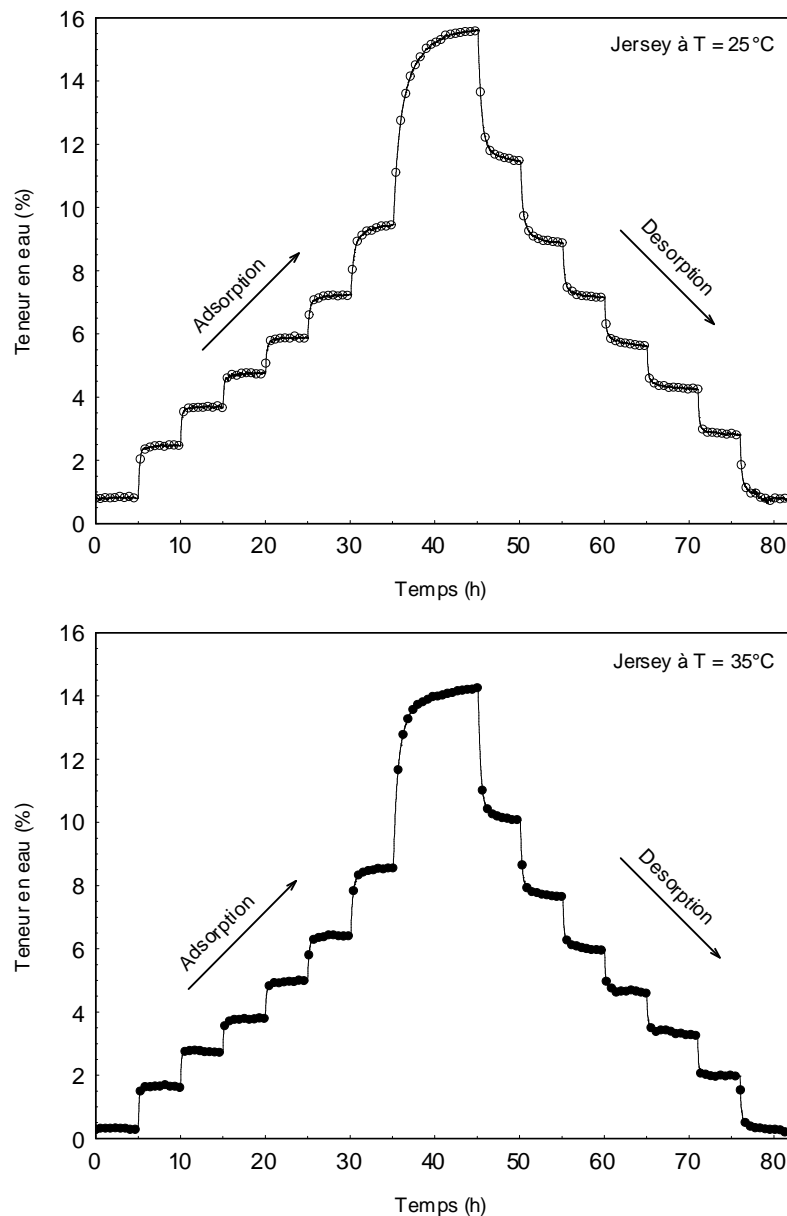 16
Jersey à T = 25°C
14
12
10
Teneur en eau (%)
Adsorption
Desorption
8
6
4
2
0
0 10 20 30 40 50 60 70 80
Temps (h)
16
Jersey à T = 35°C
14
12
10
Teneur en eau (%)
Adsorption
Desorption
8
6
4
2
0
0 10 20 30 40 50 60 70 80
Temps (h)